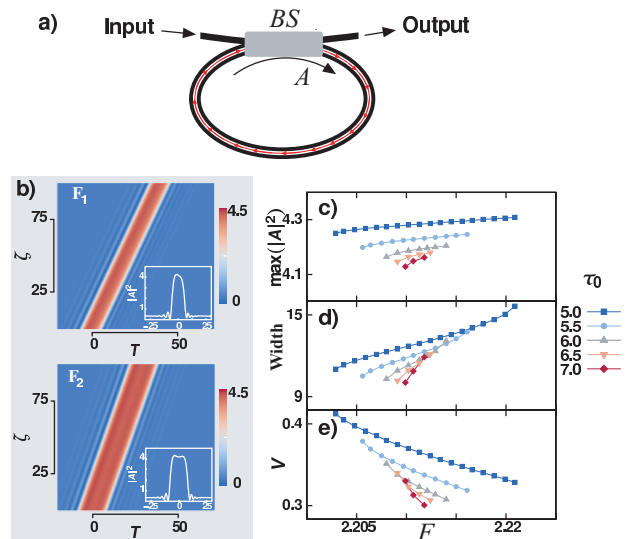 a)
BS
Input
Output
A
b)
F1
75
25
ζ
4.5
0
|A|²
4
1
-25
0
25
0
50
T
F2
75
25
ζ
4.5
0
|A|²
4
1
-25
0
25
0
50
T
c)
max(|A|²)
4.3
4.1
d)
Width
15
9
e)
V
0.4
0.3
2.205
F
2.22
τ0
5.0
5.5
6.0
6.5
7.0